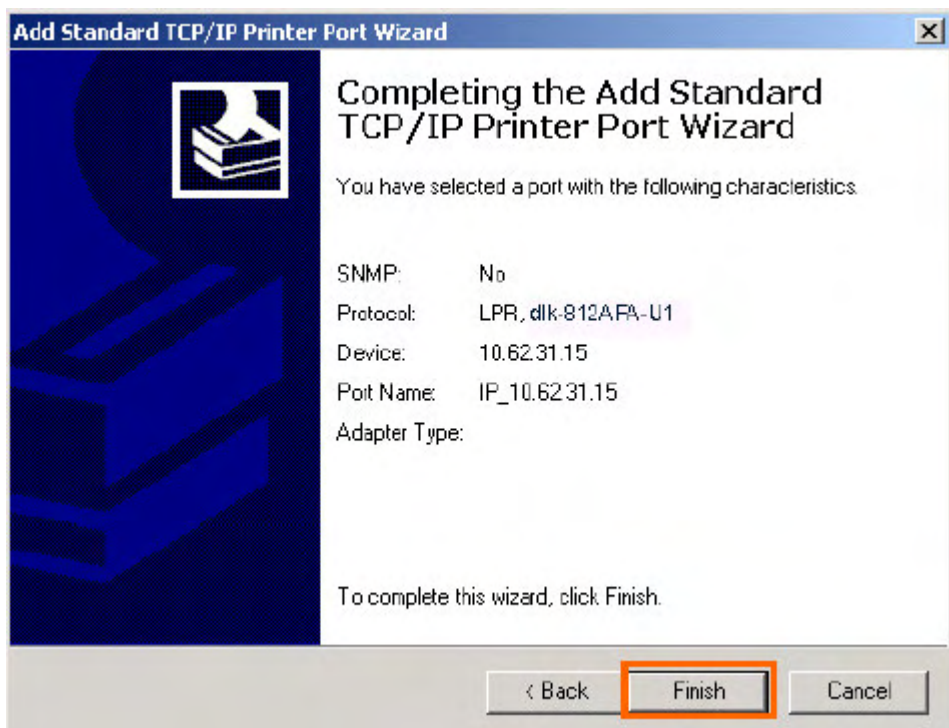 Add Standard TCP/IP Printer Port Wizard
Completing the Add Standard
TCP/IP Printer Port Wizard
You have selected a port with the following characteristics.
SNMP: No
Protocol: LPR, dlk-812AFA-U1
Device: 10.62.31.15
Port Name: IP_10.62.31.15
Adapter Type:
To complete this wizard, click Finish.
< Back Finish Cancel